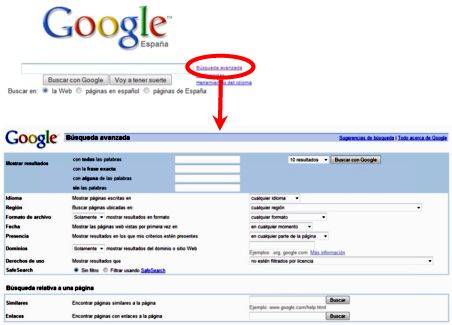 Google™
España
Búsqueda avanzada
Herramientas del idioma
Buscar con Google Voy a tener suerte
Buscar en: la Web páginas en español páginas de España
Google Búsqueda avanzada Sugerencias de búsqueda | Todo acerca de Google
Mostrar resultados con todas las palabras 10 resultados Buscar con Google
con la frase exacta
con alguna de las palabras
sin las palabras
Idioma Mostrar páginas escritas en cualquier idioma
Región Buscar páginas ubicadas en cualquier región
Formato de archivo Solamente mostrar resultados en formato cualquier formato
Fecha Mostrar las páginas web vistas por primera vez en en cualquier momento
Presencia Mostrar resultados en los que mis criterios están presentes en cualquier parte de la página
Dominios Solamente mostrar resultados del dominio o sitio Web
Ejemplos: .org, google.com Más información
Derechos de uso Mostrar resultados que no estén filtrados por licencia
SafeSearch Sin filtro Filtrar usando SafeSearch
Búsqueda relativa a una página
Similares Encontrar páginas similares a la página Buscar
Ejemplo: www.google.com/help.html
Enlaces Encontrar páginas con enlaces a la página Buscar